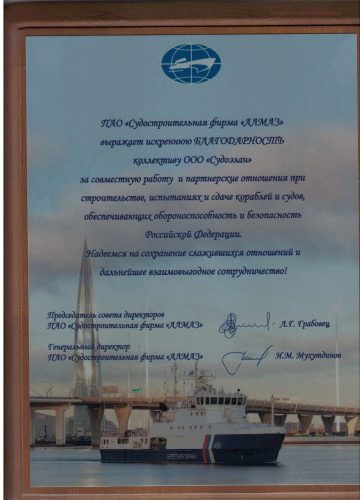 ПАО «Судостроительная фирма «АЛМАЗ»
выражает искреннюю БЛАГОДАРНОСТЬ
коллективу ООО «Судоэлан»
за совместную работу и партнерские отношения при
строительстве, испытаниях и сдаче кораблей и судов,
обеспечивающих обороноспособность и безопасность
Российской Федерации.
Надеемся на сохранение сложившихся отношений и
дальнейшее взаимовыгодное сотрудничество!
Председатель совета директоров
ПАО «Судостроительная фирма «АЛМАЗ»
А.Г. Грабовец
Генеральный директор
ПАО «Судостроительная фирма «АЛМАЗ»
И.М. Мухутдинов
БЕРЕГОВАЯ ОХРАНА